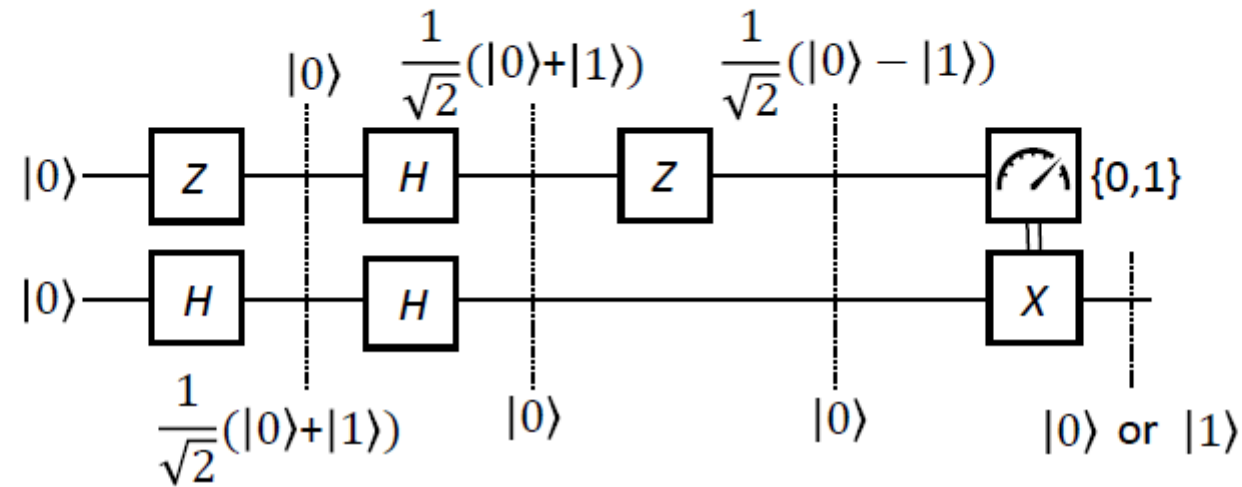 |0⟩
1/√2(|0⟩+|1⟩)
1/√2(|0⟩ − |1⟩)
|0⟩ Z H Z {0,1}
|0⟩ H H X
1/√2(|0⟩+|1⟩)
|0⟩
|0⟩
|0⟩ or |1⟩